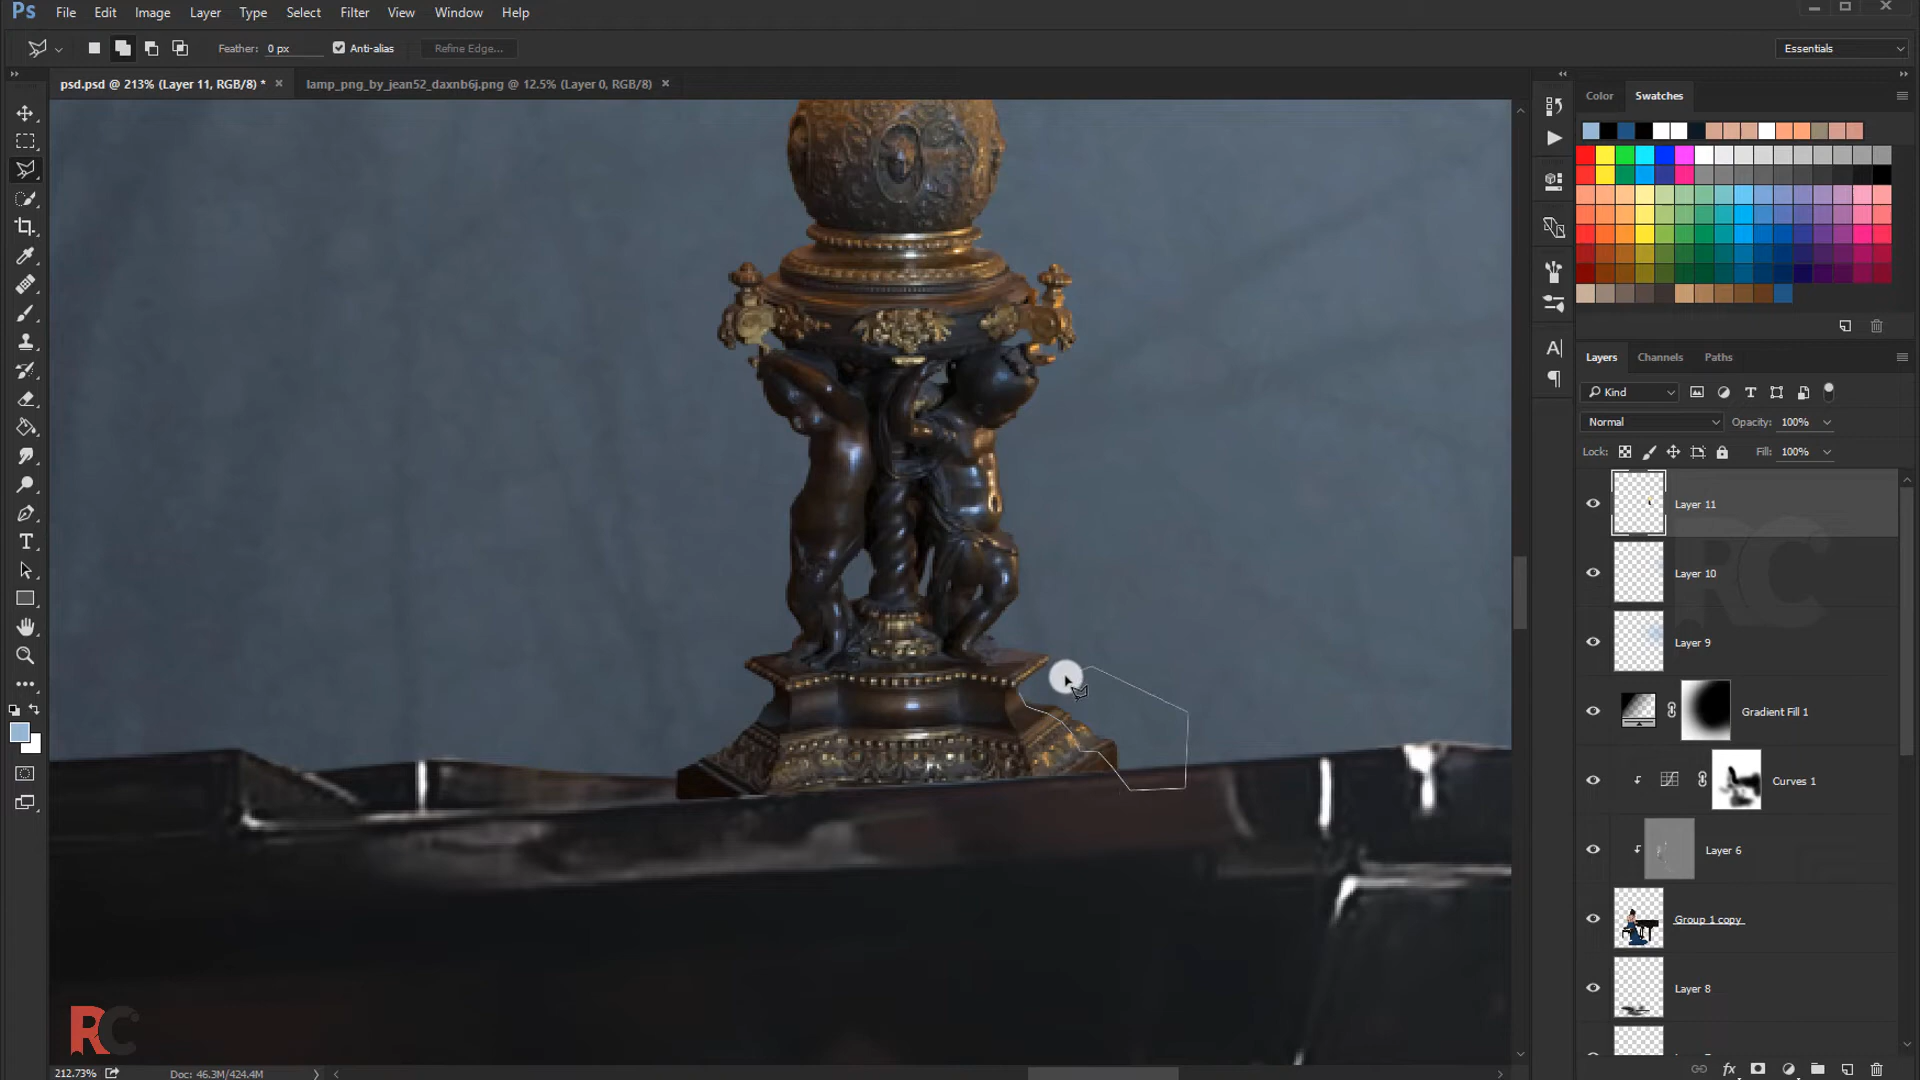 Ps File Edit Image Layer Type Select Filter View Window Help
Feather: 0 px Anti-alias Refine Edge... Essentials
psd.psd @ 213% (Layer 11, RGB/8) * × lamp_png_by_jean52_daxnb6j.png @ 12.5% (Layer 0, RGB/8) ×
Color Swatches
Layers Channels Paths
Kind
Normal Opacity: 100%
Lock: Fill: 100%
Layer 11
RC
Layer 10
Layer 9
Gradient Fill 1
Curves 1
Layer 6
Group 1 copy
Layer 8
RC
212.73% Doc: 46.3M/424.4M
fx